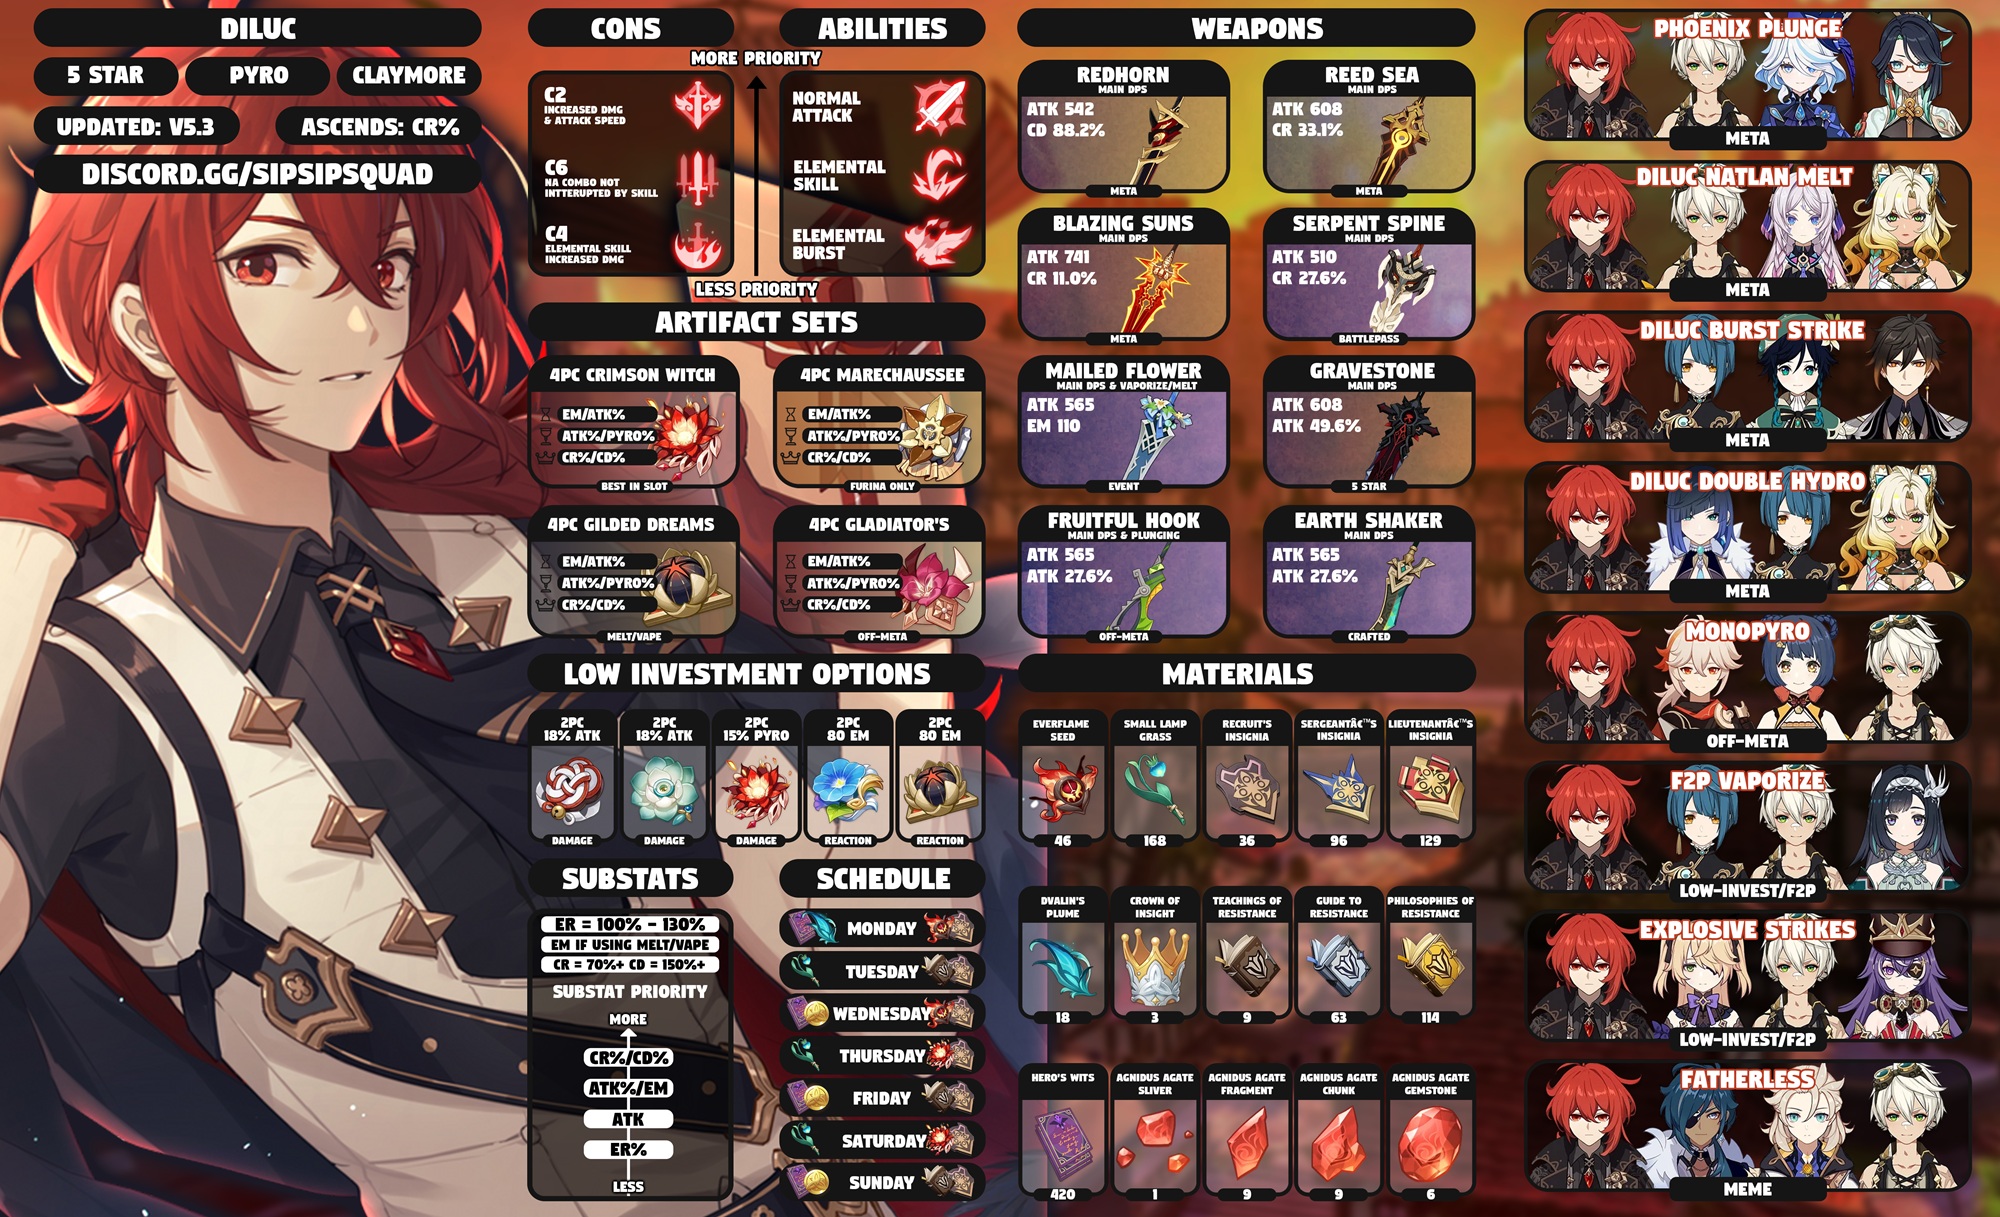 DILUC
5 STAR
PYRO
CLAYMORE
UPDATED: V5.3
ASCENDS: CR%
DISCORD.GG/SIPSIPSQUAD
CONS
ABILITIES
MORE PRIORITY
C2
INCREASED DMG
& ATTACK SPEED
C6
NA COMBO NOT
INTTERUPTED BY SKILL
C4
ELEMENTAL SKILL
INCREASED DMG
NORMAL
ATTACK
ELEMENTAL
SKILL
ELEMENTAL
BURST
LESS PRIORITY
ARTIFACT SETS
4PC CRIMSON WITCH
EM/ATK%
ATK%/PYRO%
CR%/CD%
BEST IN SLOT
4PC MARECHAUSSEE
EM/ATK%
ATK%/PYRO%
CR%/CD%
FURINA ONLY
4PC GILDED DREAMS
EM/ATK%
ATK%/PYRO%
CR%/CD%
MELT/VAPE
4PC GLADIATOR'S
EM/ATK%
ATK%/PYRO%
CR%/CD%
OFF-META
LOW INVESTMENT OPTIONS
2PC
18% ATK
DAMAGE
2PC
18% ATK
DAMAGE
2PC
15% PYRO
DAMAGE
2PC
80 EM
REACTION
2PC
80 EM
REACTION
SUBSTATS
ER = 100% - 130%
EM IF USING MELT/VAPE
CR = 70%+ CD = 150%+
SUBSTAT PRIORITY
MORE
CR%/CD%
ATK%/EM
ATK
ER%
LESS
SCHEDULE
MONDAY
TUESDAY
WEDNESDAY
THURSDAY
FRIDAY
SATURDAY
SUNDAY
WEAPONS
REDHORN
MAIN DPS
ATK 542
CD 88.2%
META
REED SEA
MAIN DPS
ATK 608
CR 33.1%
META
BLAZING SUNS
MAIN DPS
ATK 741
CR 11.0%
META
SERPENT SPINE
MAIN DPS
ATK 510
CR 27.6%
BATTLEPASS
MAILED FLOWER
MAIN DPS & VAPORIZE/MELT
ATK 565
EM 110
EVENT
GRAVESTONE
MAIN DPS
ATK 608
ATK 49.6%
5 STAR
FRUITFUL HOOK
MAIN DPS & PLUNGING
ATK 565
ATK 27.6%
OFF-META
EARTH SHAKER
MAIN DPS
ATK 565
ATK 27.6%
CRAFTED
MATERIALS
EVERFLAME
SEED
46
SMALL LAMP
GRASS
168
RECRUIT'S
INSIGNIA
36
SERGEANTÂ€™S
INSIGNIA
96
LIEUTENANTÂ€™S
INSIGNIA
129
DVALIN'S
PLUME
18
CROWN OF
INSIGHT
3
TEACHINGS OF
RESISTANCE
9
GUIDE TO
RESISTANCE
63
PHILOSOPHIES OF
RESISTANCE
114
HERO'S WITS
420
AGNIDUS AGATE
SLIVER
1
AGNIDUS AGATE
FRAGMENT
9
AGNIDUS AGATE
CHUNK
9
AGNIDUS AGATE
GEMSTONE
6
PHOENIX PLUNGE
META
DILUC NATLAN MELT
META
DILUC BURST STRIKE
META
DILUC DOUBLE HYDRO
META
MONOPYRO
OFF-META
F2P VAPORIZE
LOW-INVEST/F2P
EXPLOSIVE STRIKES
LOW-INVEST/F2P
FATHERLESS
MEME